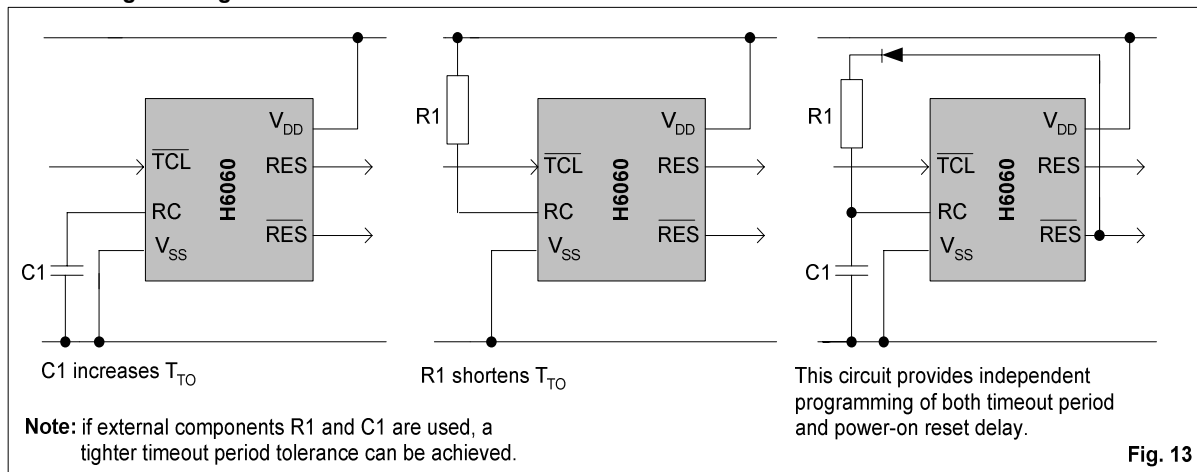 V_DD
TCL RES
H6060
RC
RES
V_SS
C1
C1 increases T_TO
R1
V_DD
TCL RES
H6060
RC
RES
V_SS
R1 shortens T_TO
R1
V_DD
TCL RES
H6060
RC
RES
V_SS
C1
This circuit provides independent
programming of both timeout period
and power-on reset delay.
Note: if external components R1 and C1 are used, a
tighter timeout period tolerance can be achieved.
Fig. 13